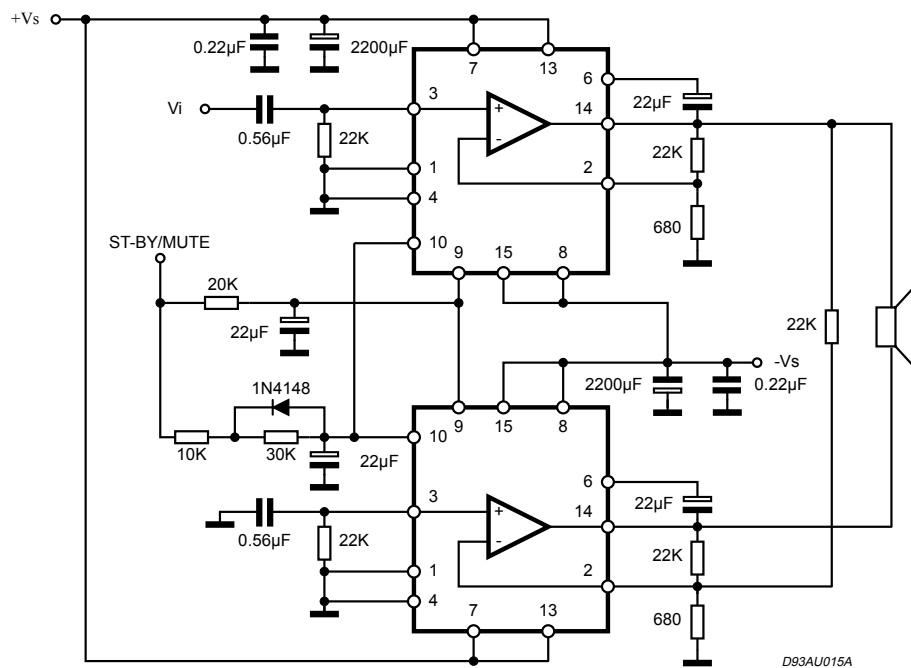 +Vs
0.22µF
2200µF
7
13
6
22µF
3
14
Vi
0.56µF
22K
+
-
22K
1
2
4
680
10
ST-BY/MUTE
9
15
8
20K
22µF
22K
-Vs
2200µF
0.22µF
1N4148
9
15
8
10
10K
30K
22µF
6
22µF
3
14
+
-
0.56µF
22K
22K
1
2
4
7
13
680
D93AU015A